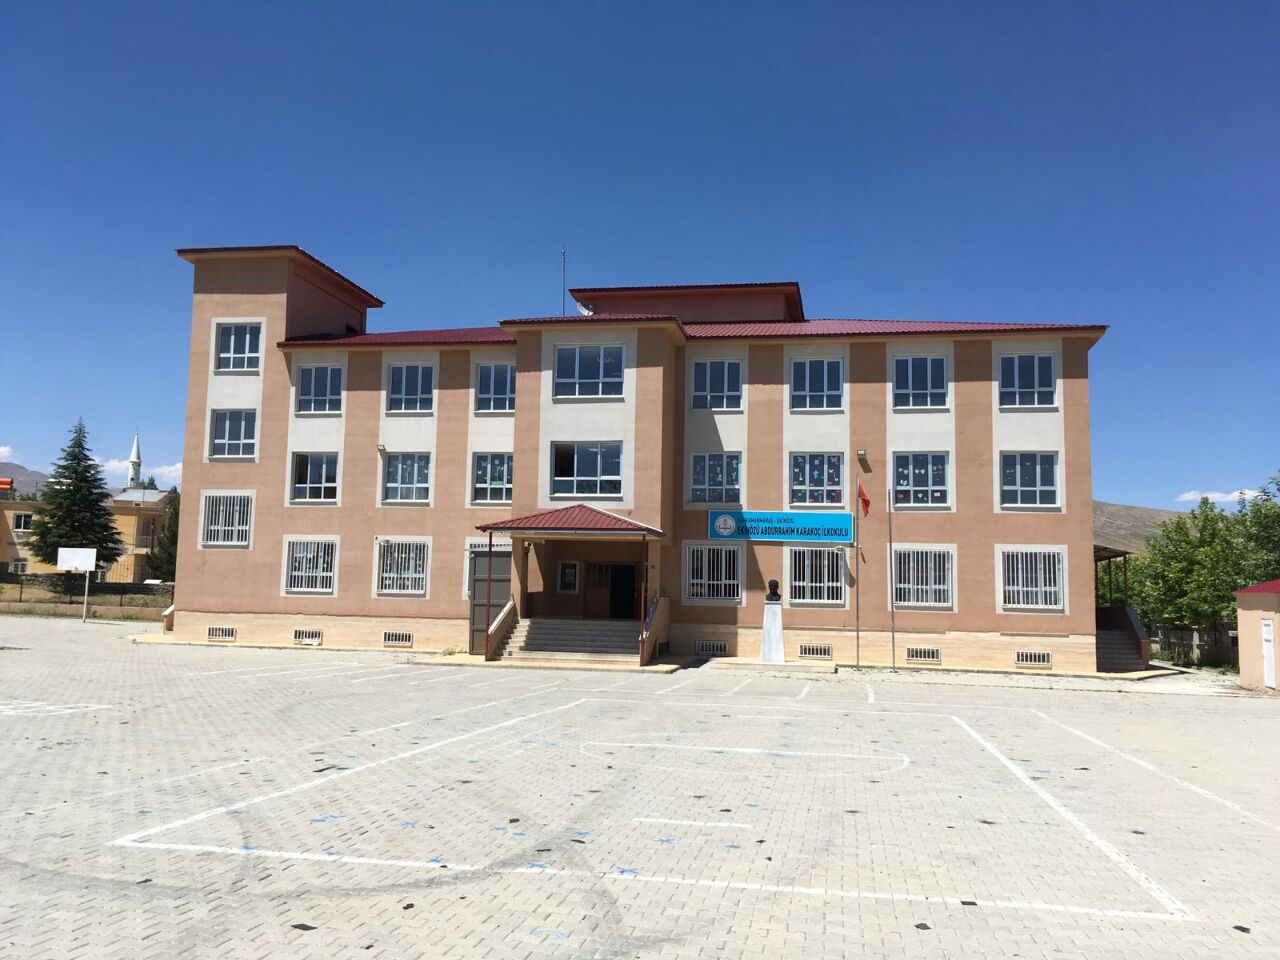 KAHRAMANMARAŞ - EKİNÖZÜ
EKİNÖZÜ ABDURRAHİM KARAKOÇ İLKOKULU